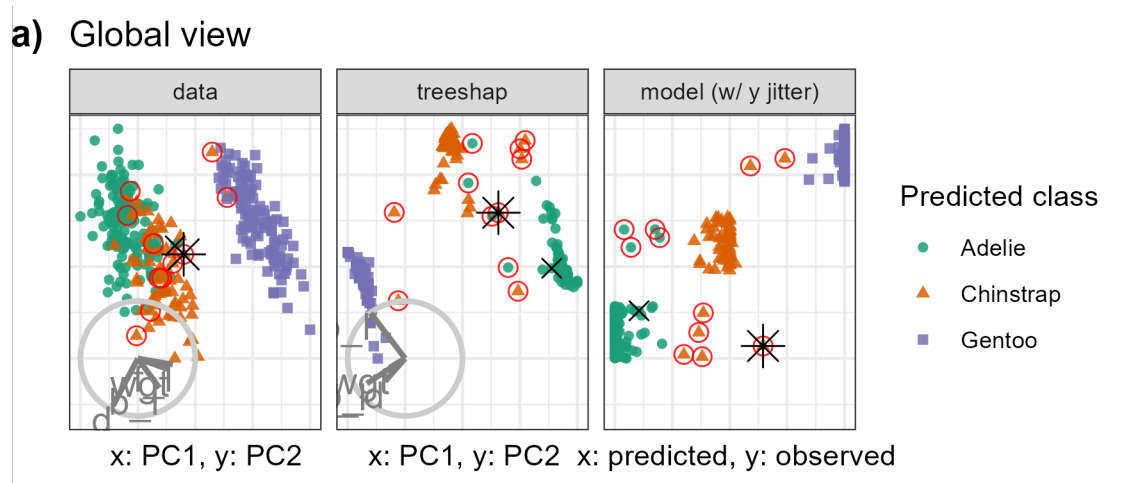 a) Global view
data treeshap model (w/ y jitter)
Predicted class
Adelie
Chinstrap
Gentoo
x: PC1, y: PC2 x: PC1, y: PC2 x: predicted, y: observed